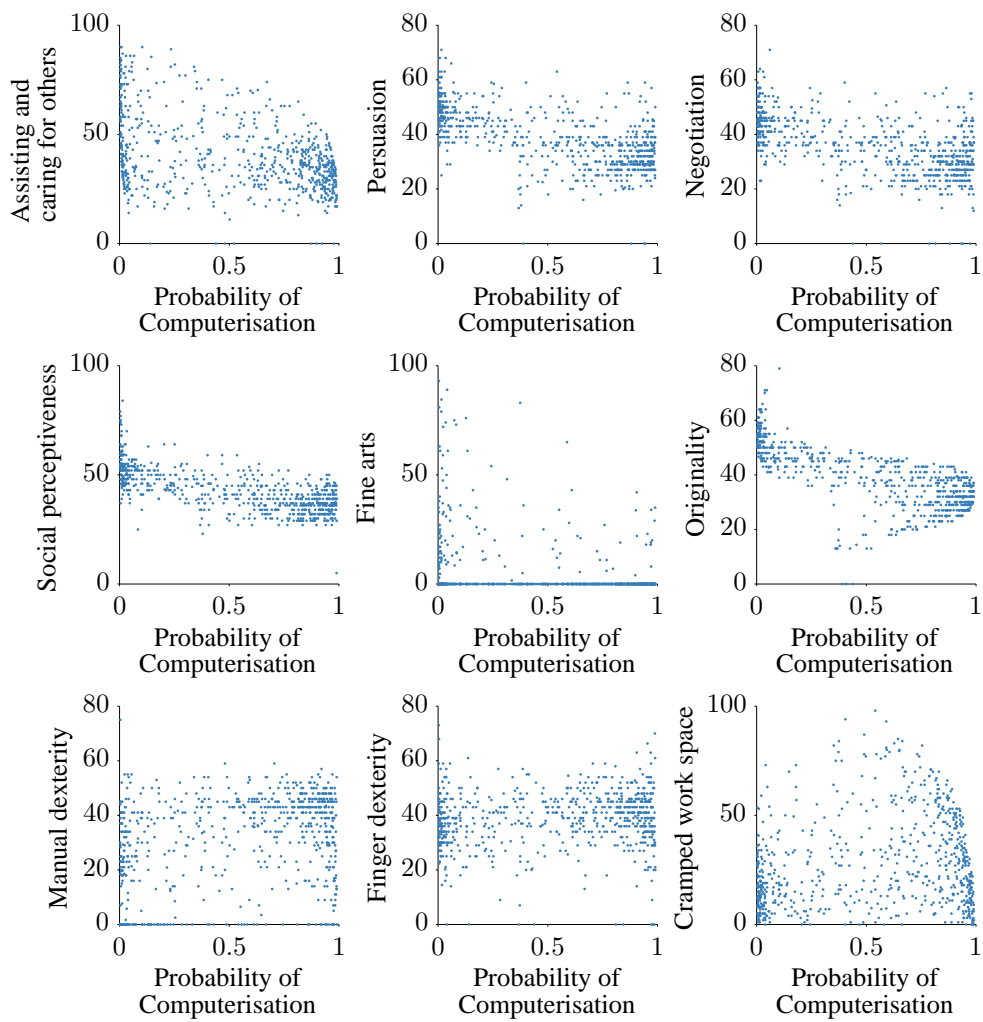 100
50
0
Assisting and
caring for others
0 0.5 1
Probability of
Computerisation
80
60
40
20
0
Persuasion
0 0.5 1
Probability of
Computerisation
80
60
40
20
0
Negotiation
0 0.5 1
Probability of
Computerisation
100
50
0
Social perceptiveness
0 0.5 1
Probability of
Computerisation
100
50
0
Fine arts
0 0.5 1
Probability of
Computerisation
80
60
40
20
0
Originality
0 0.5 1
Probability of
Computerisation
80
60
40
20
0
Manual dexterity
0 0.5 1
Probability of
Computerisation
80
60
40
20
0
Finger dexterity
0 0.5 1
Probability of
Computerisation
100
50
0
Cramped work space
0 0.5 1
Probability of
Computerisation